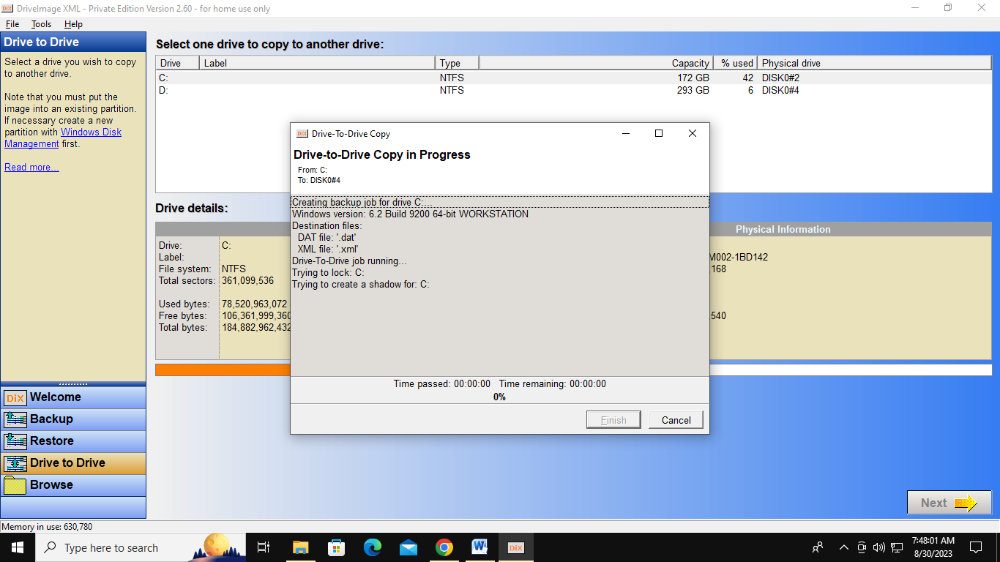 DriveImage XML - Private Edition Version 2.60 - for home use only
File Tools Help
Drive to Drive
Select a drive you wish to copy
to another drive.
Note that you must put the
image into an existing partition.
If necessary create a new
partition with Windows Disk
Management first.
Read more...
Select one drive to copy to another drive:
Drive Label Type Capacity % used Physical drive
C: NTFS 172 GB 42 DISK0#2
D: NTFS 293 GB 6 DISK0#4
Drive details:
Physical Information
Drive: C:
Label:
M002-1BD142
File system: NTFS
,168
Total sectors: 361,099,536
Used bytes: 78,520,963,072
Free bytes: 106,361,999,360
,540
Total bytes: 184,882,962,432
DiX Drive-To-Drive Copy
Drive-to-Drive Copy in Progress
From: C:
To: DISK0#4
Creating backup job for drive C:...
Windows version: 6.2 Build 9200 64-bit WORKSTATION
Destination files:
DAT file: '.dat'
XML file: '.xml'
Drive-To-Drive job running...
Trying to lock: C:
Trying to create a shadow for: C:
Time passed: 00:00:00 Time remaining: 00:00:00
0%
Finish Cancel
DiX Welcome
Backup
Restore
Drive to Drive
Browse
Next
Memory in use: 630,780
Type here to search
DiX
7:48:01 AM
8/30/2023